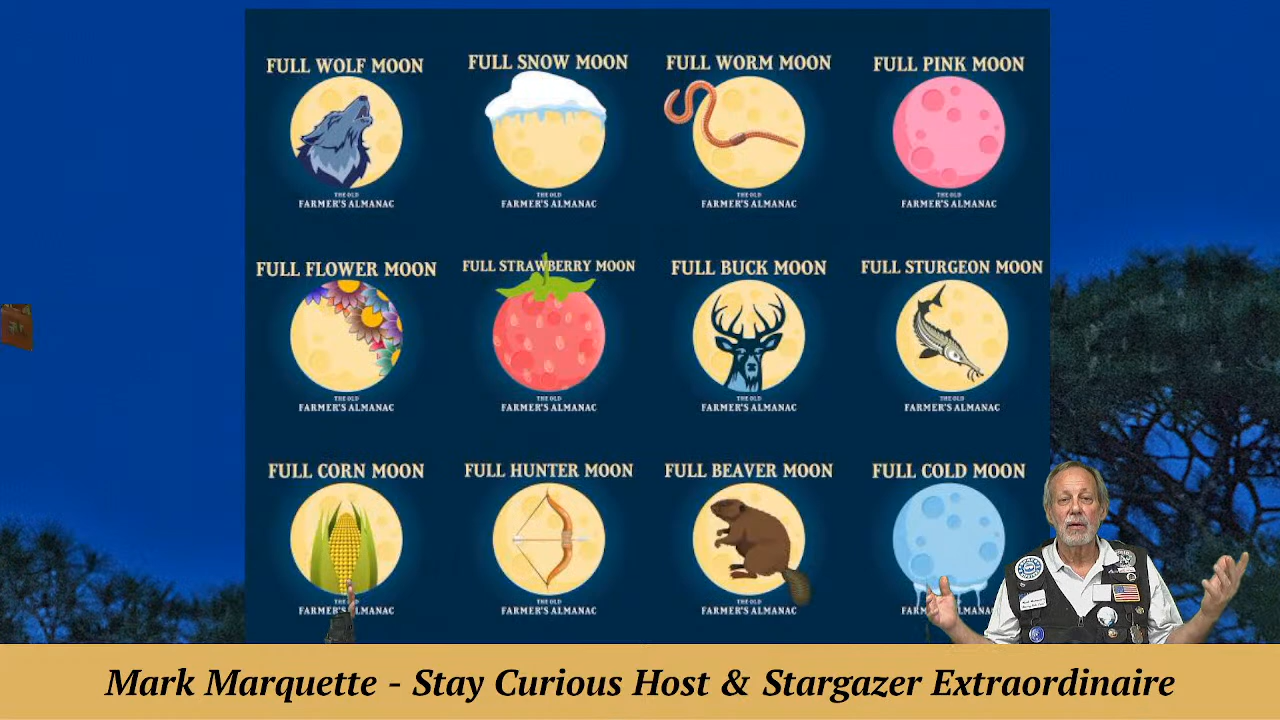 FULL WOLF MOON
FULL SNOW MOON
FULL WORM MOON
FULL PINK MOON
THE OLD
FARMER'S ALMANAC
THE OLD
FARMER'S ALMANAC
THE OLD
FARMER'S ALMANAC
THE OLD
FARMER'S ALMANAC
FULL FLOWER MOON
FULL STRAWBERRY MOON
FULL BUCK MOON
FULL STURGEON MOON
THE OLD
FARMER'S ALMANAC
THE OLD
FARMER'S ALMANAC
THE OLD
FARMER'S ALMANAC
THE OLD
FARMER'S ALMANAC
FULL CORN MOON
FULL HUNTER MOON
FULL BEAVER MOON
FULL COLD MOON
FARMER'S ALMANAC
THE OLD
FARMER'S ALMANAC
THE OLD
FARMER'S ALMANAC
Mark Marquette - Stay Curious Host & Stargazer Extraordinaire